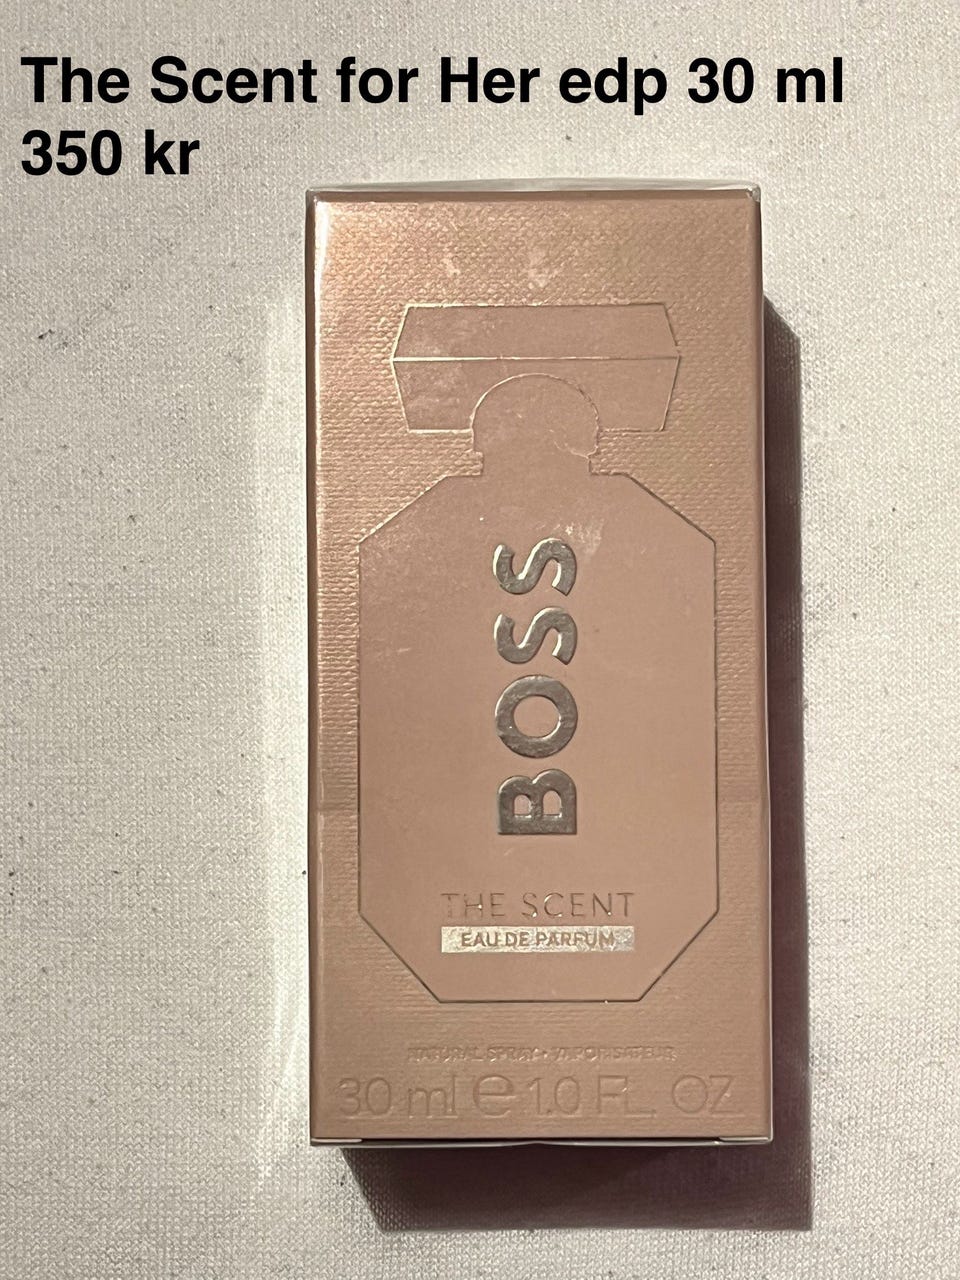 The Scent for Her edp 30 ml
350 kr
BOSS
THE SCENT
EAU DE PARFUM
NATURAL SPRAY • VAPORISATEUR
30 ml ℮ 1.0 FL. OZ